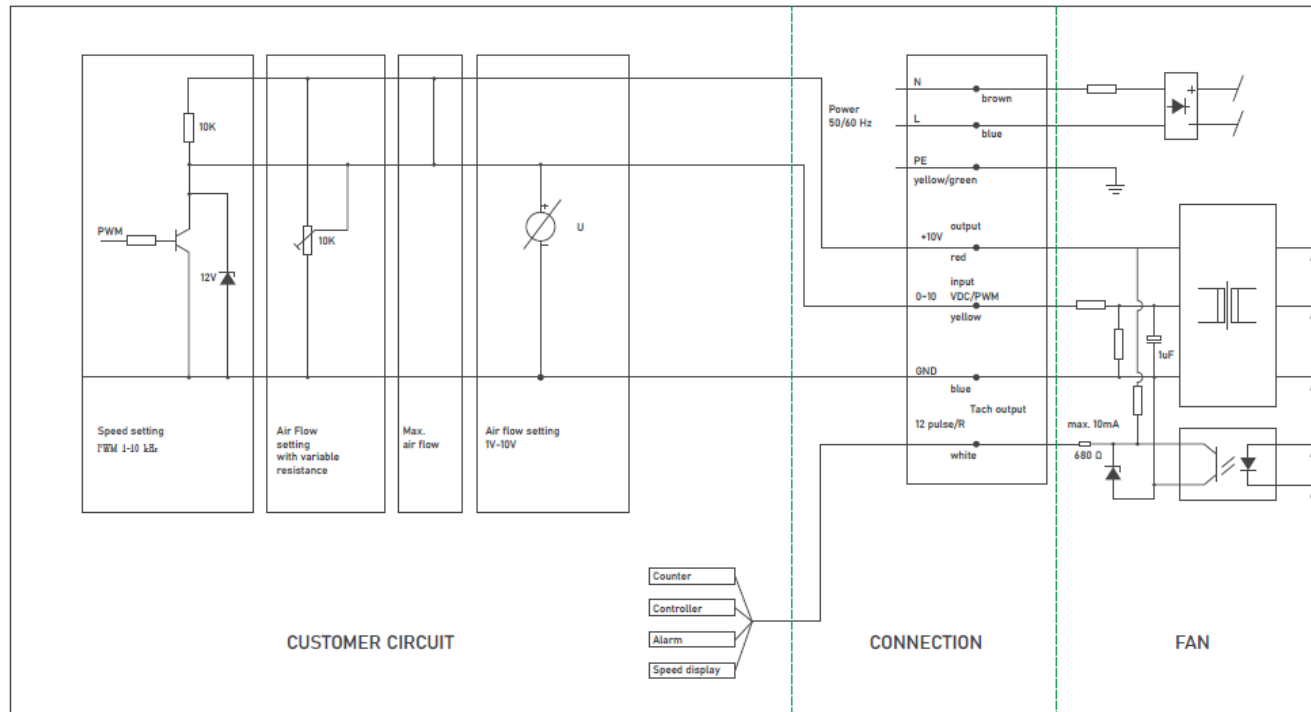 10K
PWM
12V
Speed setting
PWM 1-10 kHz
10K
Air Flow
setting
with variable
resistance
Max.
air flow
U
Air flow setting
1V-10V
Power
50/60 Hz
N
brown
L
blue
PE
yellow/green
output
+10V
red
input
0-10 VDC/PWM
yellow
GND
blue
Tach output
12 pulse/R
white
1uF
max. 10mA
680 Ω
Counter
Controller
Alarm
Speed display
CUSTOMER CIRCUIT
CONNECTION
FAN